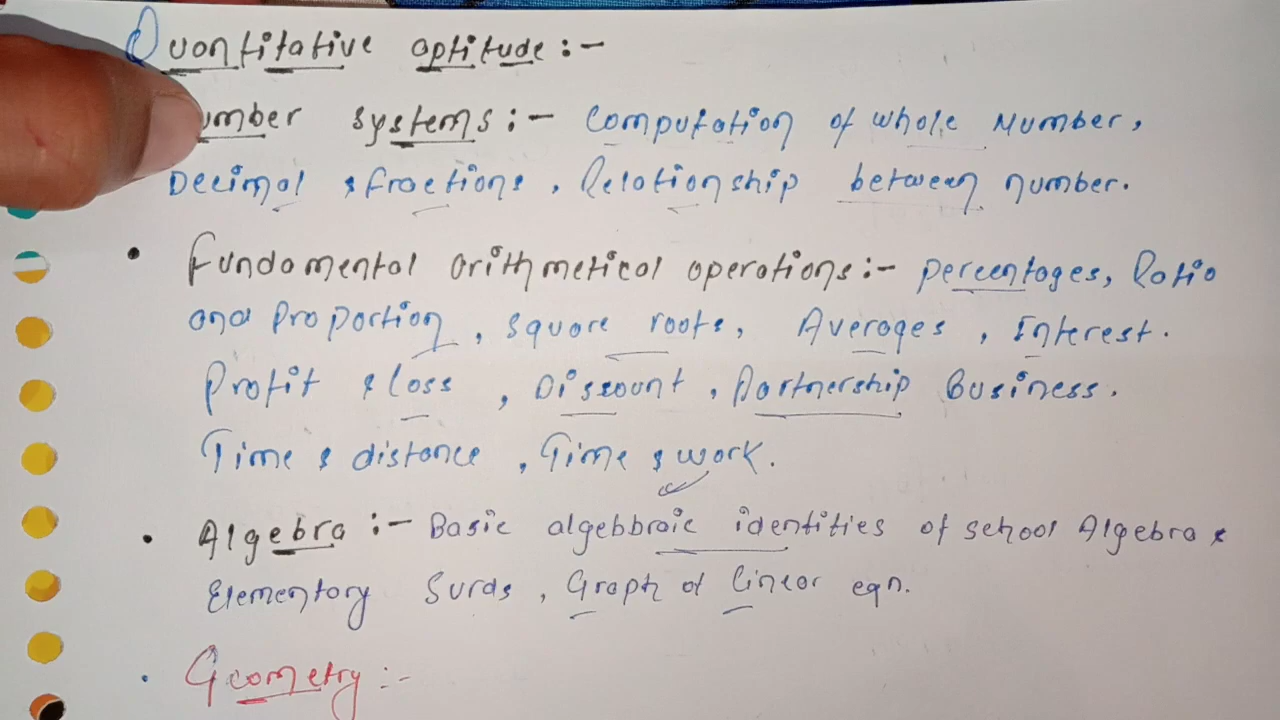 Quantitative aptitude :-
umber systems :- Computation of whole Number,
Decimal & fractions, Relationship between number.
• Fundamental arithmetical operations :- percentages, Ratio
and Proportion, square roots, Averages, Interest.
Profit & Loss, Discount, Partnership Business.
Time & distance, Time & work.
• Algebra :- Basic algebbraic identities of school Algebra &
Elementory Surds, Graph of linear eqn.
• Geometry :-